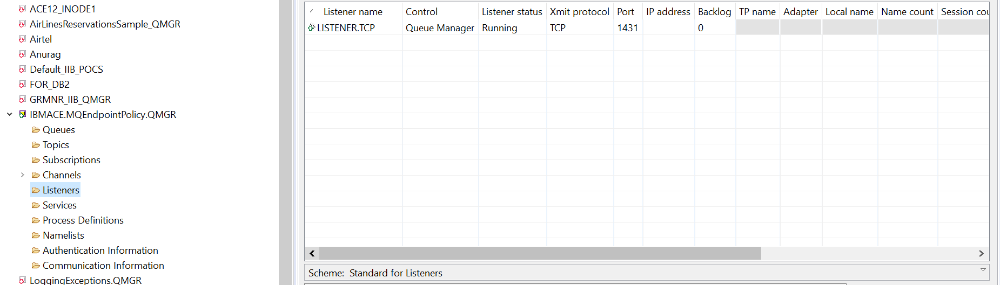 ACE12_INODE1
AirLinesReservationsSample_QMGR
Airtel
Anurag
Default_IIB_POCS
FOR_DB2
GRMNR_IIB_QMGR
IBMACE.MQEndpointPolicy.QMGR
Queues
Topics
Subscriptions
Channels
Listeners
Services
Process Definitions
Namelists
Authentication Information
Communication Information
LoggingExceptions.QMGR
Listener name Control Listener status Xmit protocol Port IP address Backlog TP name Adapter Local name Name count Session cou
LISTENER.TCP Queue Manager Running TCP 1431 0
Scheme: Standard for Listeners